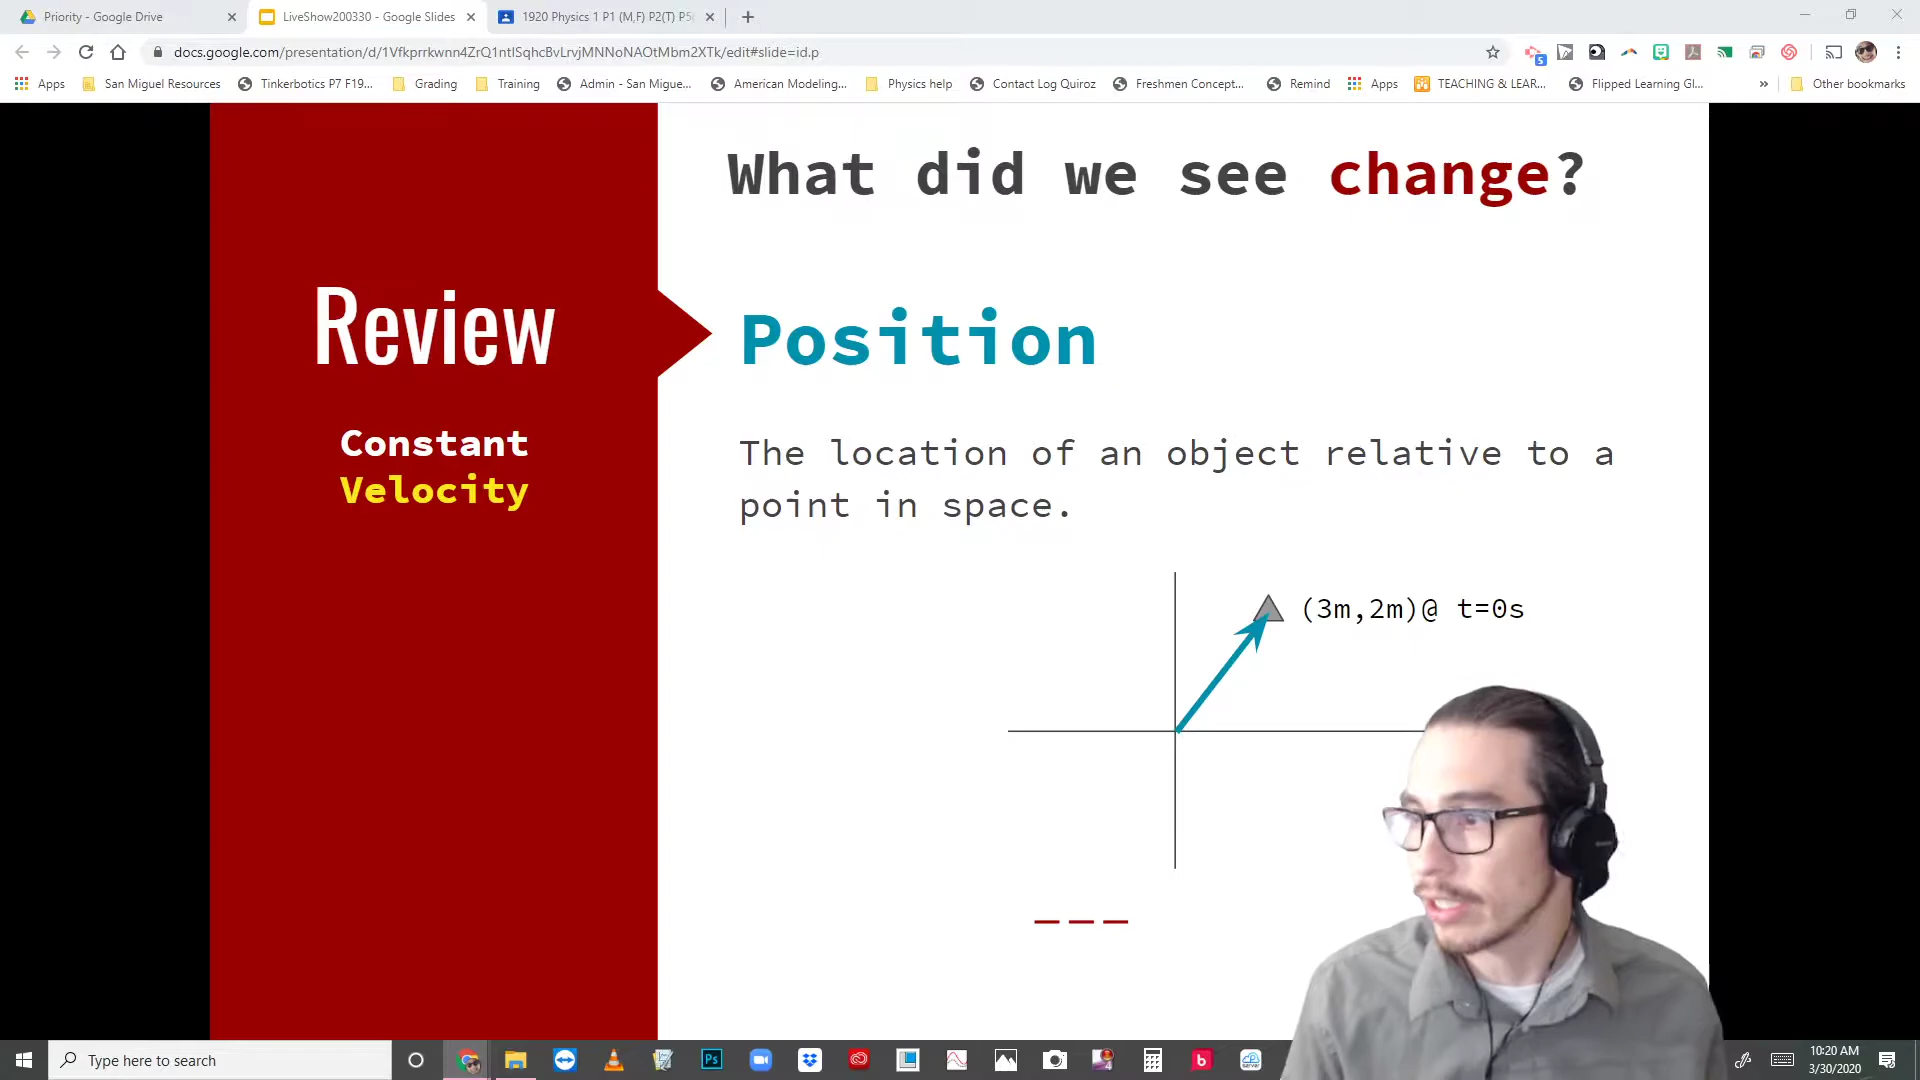 Priority - Google Drive
LiveShow200330 - Google Slides
1920 Physics 1 P1 (M,F) P2(T) P5
docs.google.com/presentation/d/1Vfkprrkwnn4ZrQ1ntISqhcBvLrvjMNNoNAOtMbm2XTk/edit#slide=id.p
5
Apps
San Miguel Resources
Tinkerbotics P7 F19...
Grading
Training
Admin - San Migue...
American Modeling...
Physics help
Contact Log Quiroz
Freshmen Concept...
Remind
Apps
TEACHING & LEAR...
Flipped Learning Gl...
»
Other bookmarks
What did we see change?
Review
Constant
Velocity
Position
The location of an object relative to a
point in space.
(3m,2m)@ t=0s
Type here to search
Ps
b
10:20 AM
3/30/2020